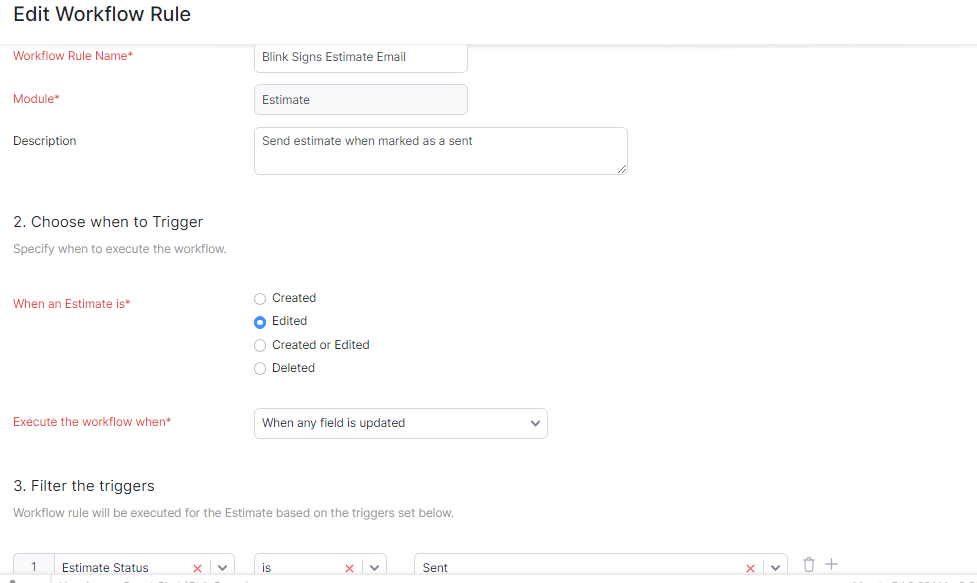 Edit Workflow Rule
Workflow Rule Name* Blink Signs Estimate Email
Module* Estimate
Description Send estimate when marked as a sent
2. Choose when to Trigger
Specify when to execute the workflow.
When an Estimate is* Created
Edited
Created or Edited
Deleted
Execute the workflow when* When any field is updated
3. Filter the triggers
Workflow rule will be executed for the Estimate based on the triggers set below.
1 Estimate Status is Sent